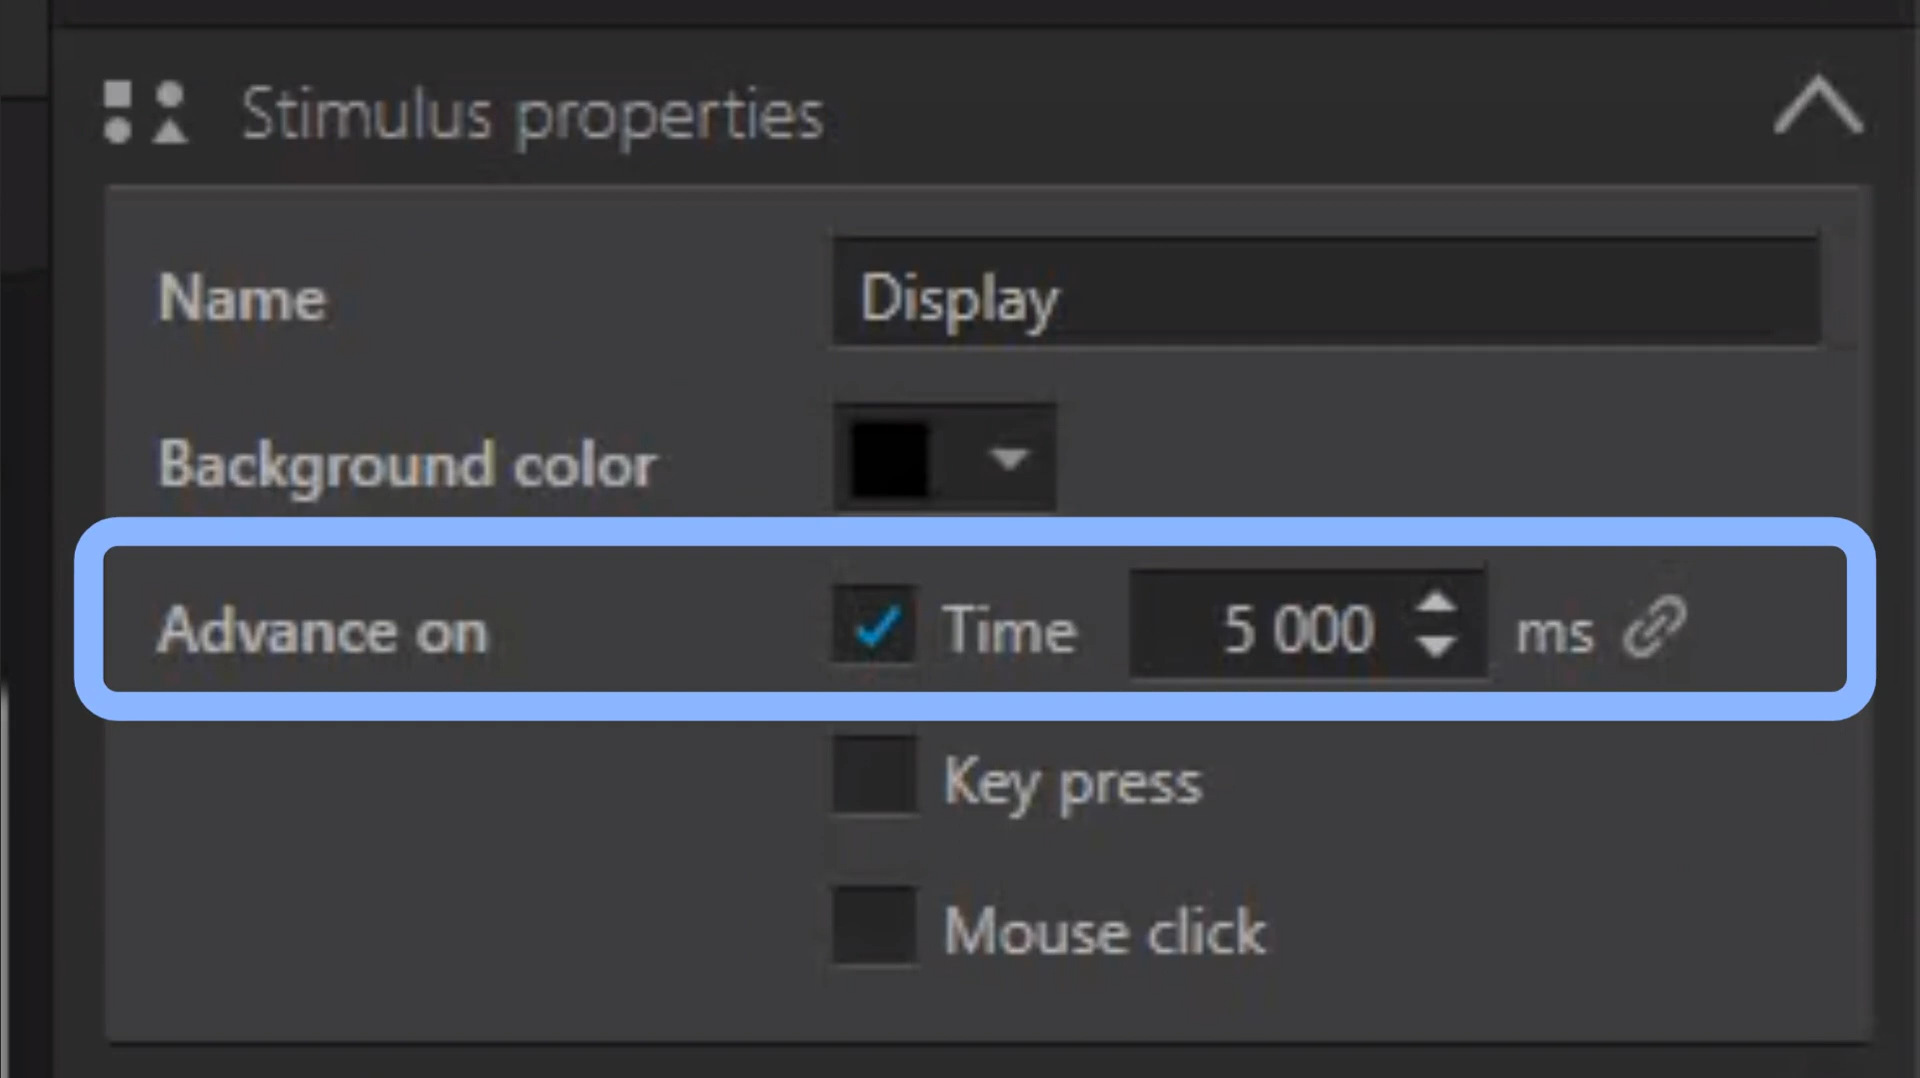 Stimulus properties
Name Display
Background color
Advance on Time 5 000 ms
Key press
Mouse click